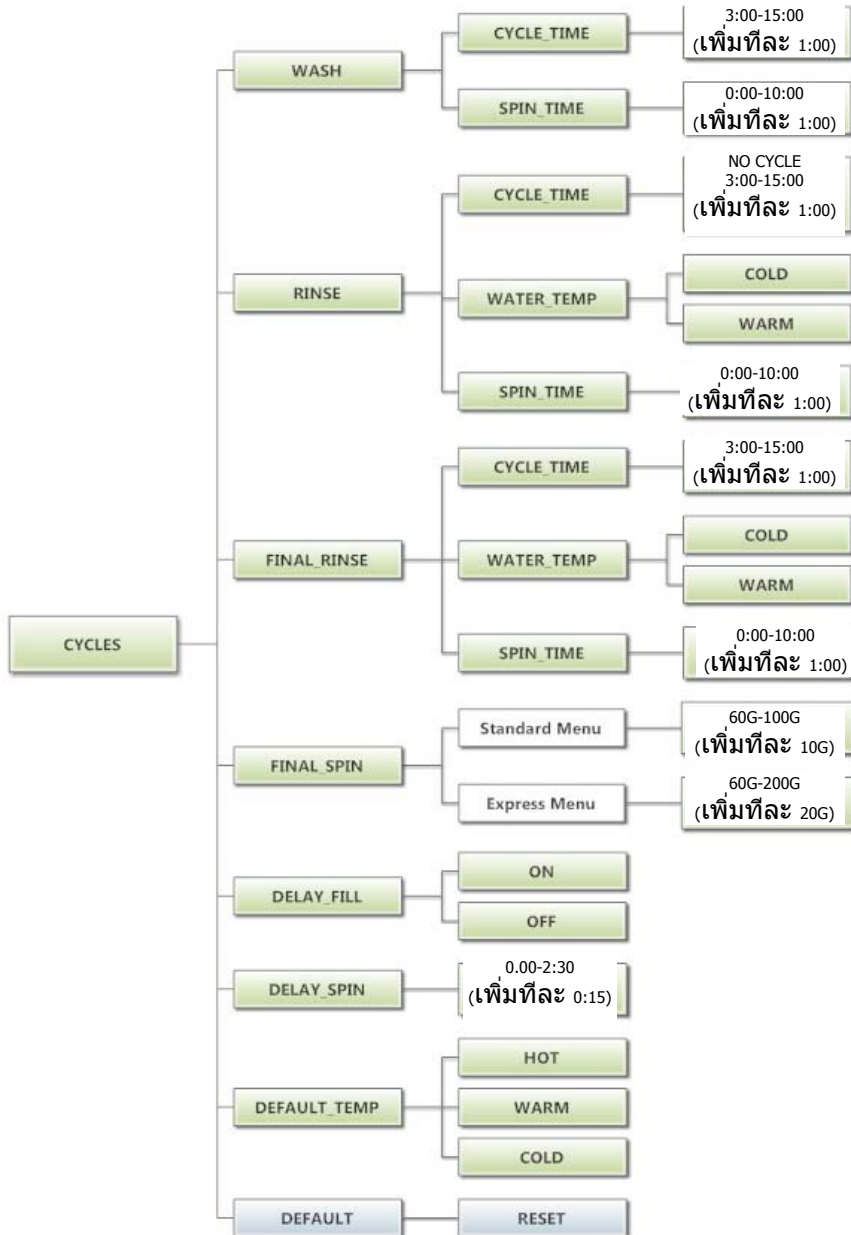 CYCLES
WASH
CYCLE_TIME
3:00-15:00
(เพิ่มทีละ 1:00)
SPIN_TIME
0:00-10:00
(เพิ่มทีละ 1:00)
RINSE
CYCLE_TIME
NO CYCLE
3:00-15:00
(เพิ่มทีละ 1:00)
WATER_TEMP
COLD
WARM
SPIN_TIME
0:00-10:00
(เพิ่มทีละ 1:00)
FINAL_RINSE
CYCLE_TIME
3:00-15:00
(เพิ่มทีละ 1:00)
WATER_TEMP
COLD
WARM
SPIN_TIME
0:00-10:00
(เพิ่มทีละ 1:00)
FINAL_SPIN
Standard Menu
60G-100G
(เพิ่มทีละ 10G)
Express Menu
60G-200G
(เพิ่มทีละ 20G)
DELAY_FILL
ON
OFF
DELAY_SPIN
0.00-2:30
(เพิ่มทีละ 0:15)
DEFAULT_TEMP
HOT
WARM
COLD
DEFAULT
RESET